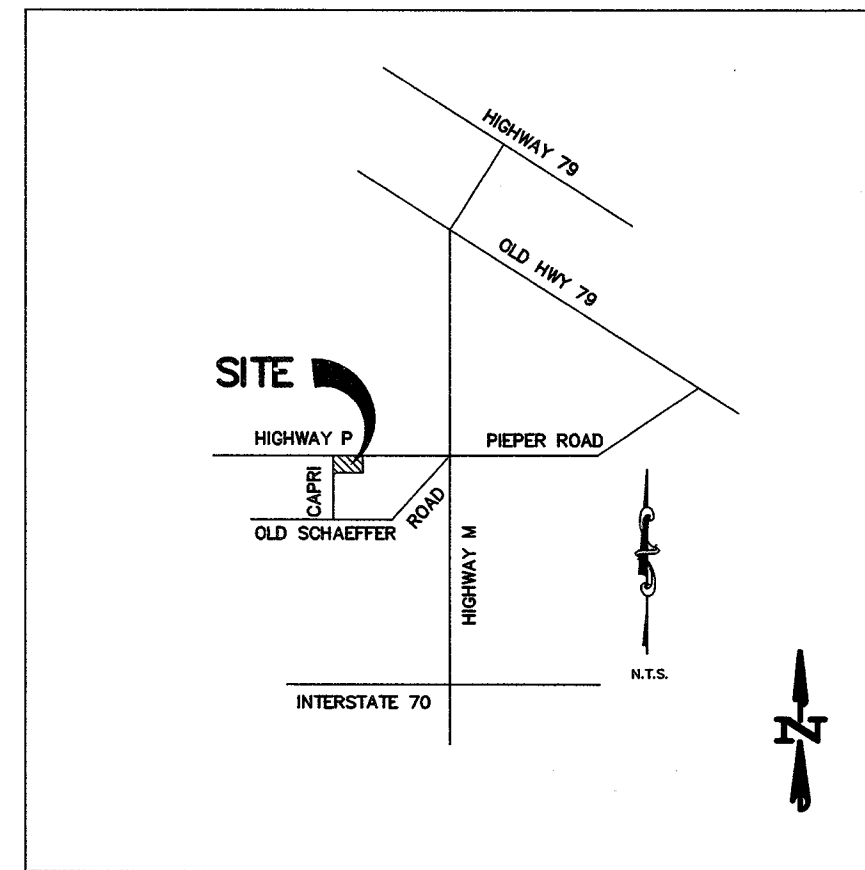 HIGHWAY 79
OLD HWY 79
SITE
HIGHWAY P
PIEPER ROAD
CAPRI
ROAD
OLD SCHAEFFER
HIGHWAY M
N.T.S.
INTERSTATE 70
N